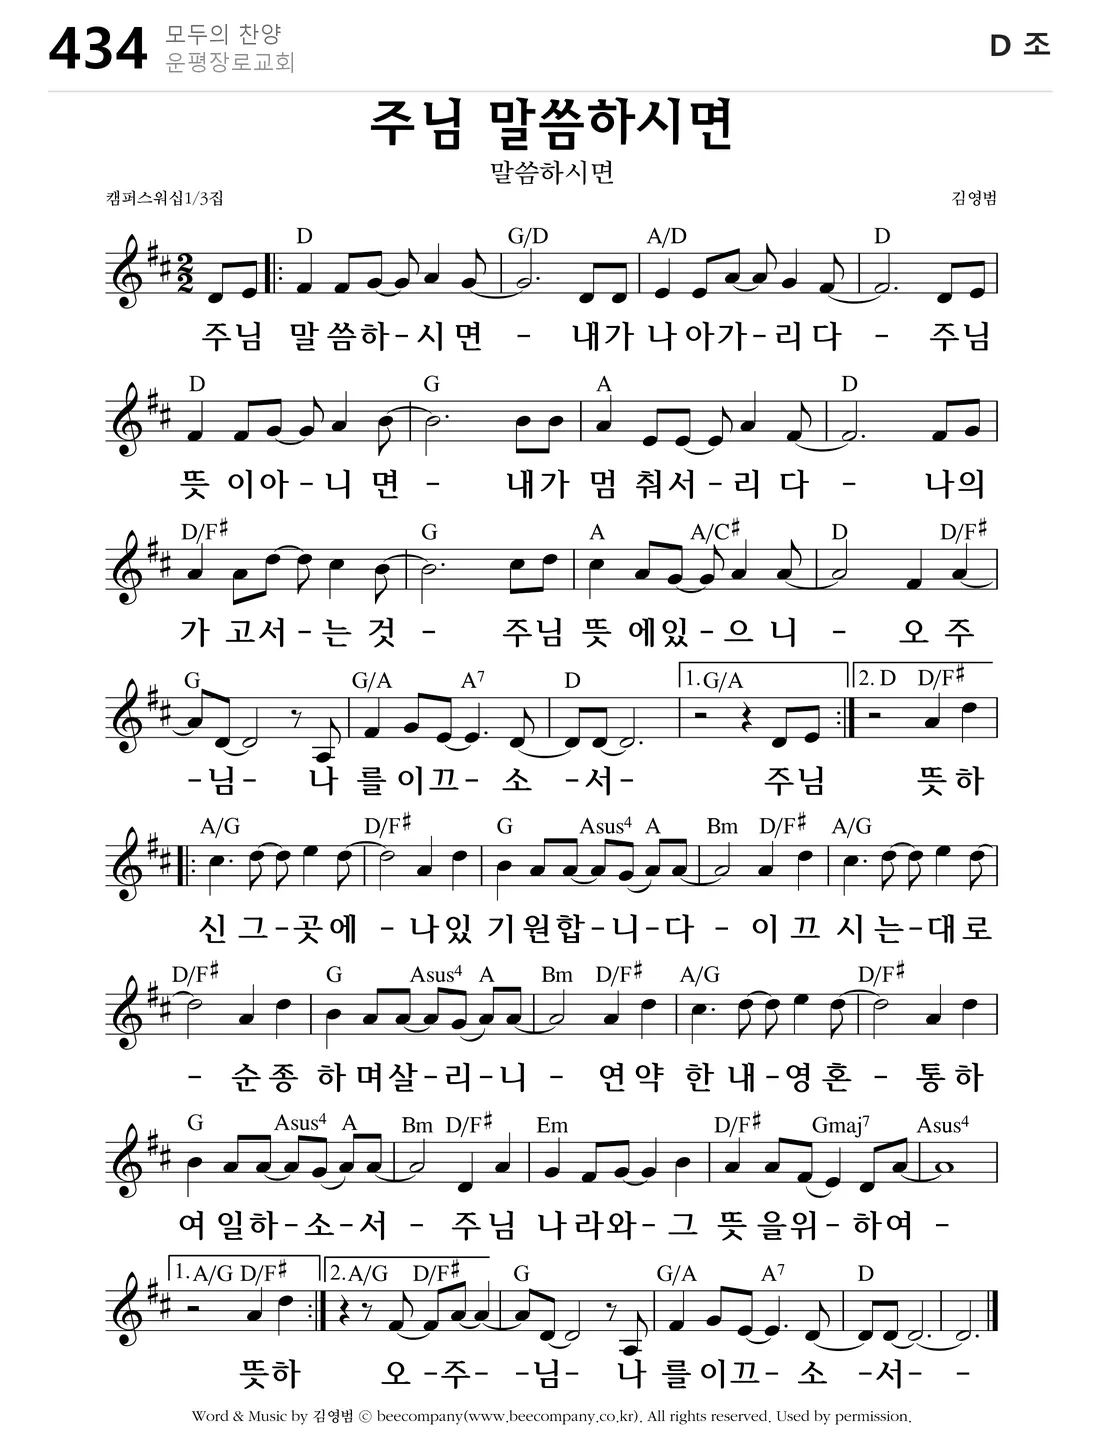 434 모두의 찬양
운평장로교회
D 조
주님 말씀하시면
말씀하시면
캠퍼스워십1/3집 김영범
D G/D A/D D
주님 말 씀하-시 면 - 내가 나 아가-리 다 - 주님
D G A D
뜻 이아-니 면 - 내가 멈 춰서-리 다 - 나의
D/F♯ G A A/C♯ D D/F♯
가 고서-는 것 - 주님 뜻 에있-으 니 - 오 주
G G/A A7 D 1. G/A 2. D D/F♯
-님- 나 를 이끄- 소 -서- 주님 뜻 하
A/G D/F♯ G Asus4 A Bm D/F♯ A/G
신 그-곳 에 - 나 있 기 원합-니-다 - 이 끄 시 는-대 로
D/F♯ G Asus4 A Bm D/F♯ A/G D/F♯
- 순 종 하 며살-리-니 - 연 약 한 내-영 혼 - 통 하
G Asus4 A Bm D/F♯ Em D/F♯ Gmaj7 Asus4
여 일하-소-서 - 주 님 나 라와-그 뜻 을위-하여 -
1. A/G D/F♯ 2. A/G D/F♯ G G/A A7 D
뜻하 오 -주- -님- 나 를 이끄- 소 -서- -
Word & Music by 김영범 ⓒ beecompany(www.beecompany.co.kr). All rights reserved. Used by permission.